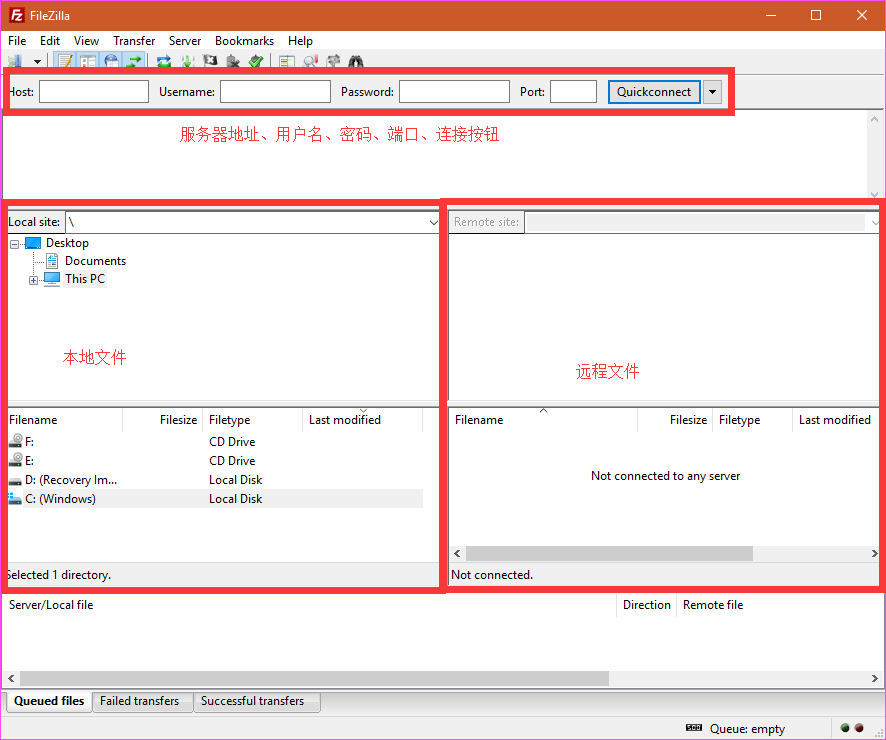 FileZilla
File Edit View Transfer Server Bookmarks Help
Host: Username: Password: Port: Quickconnect
服务器地址、用户名、密码、端口、连接按钮
Local site: \
Remote site:
Desktop
Documents
This PC
本地文件
远程文件
Filename Filesize Filetype Last modified
F: CD Drive
E: CD Drive
D: (Recovery Im... Local Disk
C: (Windows) Local Disk
Selected 1 directory.
Filename Filesize Filetype Last modified
Not connected to any server
Not connected.
Server/Local file Direction Remote file
Queued files Failed transfers Successful transfers
Queue: empty